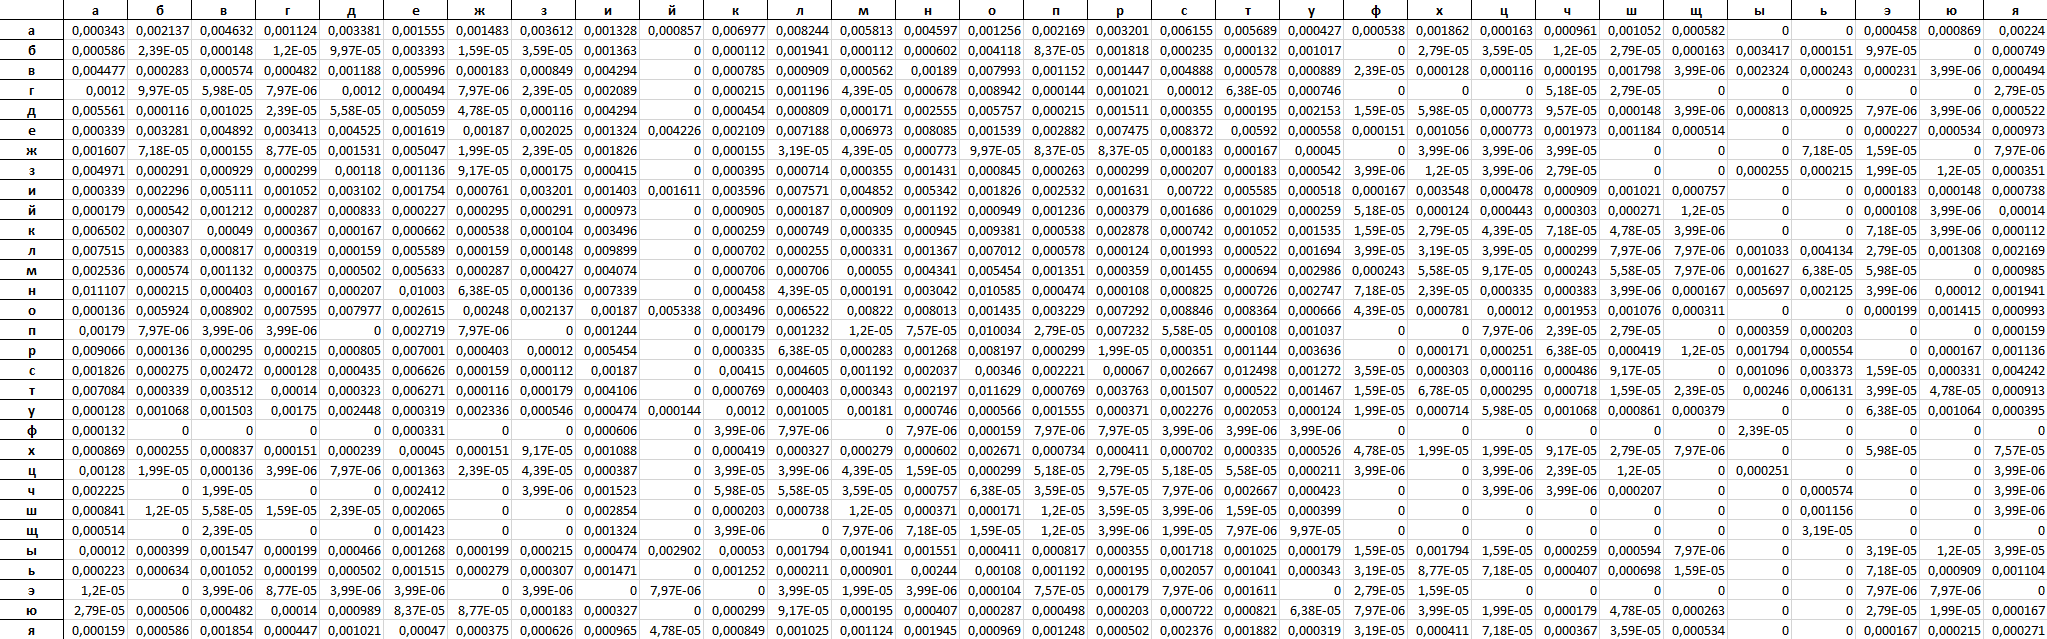 а б в г д е ж з и й к л м н о п р с т у ф х ц ч ш щ ы ь э ю я
а 0,000343 0,002137 0,004632 0,001124 0,003381 0,001555 0,001483 0,003612 0,001328 0,000857 0,006977 0,008244 0,005813 0,004597 0,001256 0,002169 0,003201 0,006155 0,005689 0,000427 0,000538 0,001862 0,000163 0,000961 0,001052 0,000582 0 0 0,000458 0,000869 0,00224
б 0,000586 2,39E-05 0,000148 1,2E-05 9,97E-05 0,003393 1,59E-05 3,59E-05 0,001363 0 0,000112 0,001941 0,000112 0,000602 0,004118 8,37E-05 0,001818 0,000235 0,000132 0,001017 0 2,79E-05 3,59E-05 1,2E-05 2,79E-05 0,000163 0,003417 0,000151 9,97E-05 0 0,000749
в 0,004477 0,000283 0,000574 0,000482 0,001188 0,005996 0,000183 0,000849 0,004294 0 0,000785 0,000909 0,000562 0,00189 0,007993 0,001152 0,001447 0,004888 0,000578 0,000889 2,39E-05 0,000128 0,000116 0,000195 0,001798 3,99E-06 0,002324 0,000243 0,000231 3,99E-06 0,000494
г 0,0012 9,97E-05 5,98E-05 7,97E-06 0,0012 0,000494 7,97E-06 2,39E-05 0,002089 0 0,000215 0,001196 4,39E-05 0,000678 0,008942 0,000144 0,001021 0,00012 6,38E-05 0,000746 0 0 0 5,18E-05 2,79E-05 0 0 0 0 0 2,79E-05
д 0,005561 0,000116 0,001025 2,39E-05 5,58E-05 0,005059 4,78E-05 0,000116 0,004294 0 0,000454 0,000809 0,000171 0,002555 0,005757 0,000215 0,001511 0,000355 0,000195 0,002153 1,59E-05 5,98E-05 0,000773 9,57E-05 0,000148 3,99E-06 0,000813 0,000925 7,97E-06 3,99E-06 0,000522
е 0,000339 0,003281 0,004892 0,003413 0,004525 0,001619 0,00187 0,002025 0,001324 0,004226 0,002109 0,007188 0,006973 0,008085 0,001539 0,002882 0,007475 0,008372 0,00592 0,000558 0,000151 0,001056 0,000773 0,001973 0,001184 0,000514 0 0 0,000227 0,000534 0,000973
ж 0,001607 7,18E-05 0,000155 8,77E-05 0,001531 0,005047 1,99E-05 2,39E-05 0,001826 0 0,000155 3,19E-05 4,39E-05 0,000773 9,97E-05 8,37E-05 8,37E-05 0,000183 0,000167 0,00045 0 3,99E-06 3,99E-06 3,99E-05 0 0 0 7,18E-05 1,59E-05 0 7,97E-06
з 0,004971 0,000291 0,000929 0,000299 0,00118 0,001136 9,17E-05 0,000175 0,000415 0 0,000395 0,000714 0,000355 0,001431 0,000845 0,000263 0,000299 0,000207 0,000183 0,000542 3,99E-06 1,2E-05 3,99E-06 2,79E-05 0 0 0,000255 0,000215 1,99E-05 1,2E-05 0,000351
и 0,000339 0,002296 0,005111 0,001052 0,003102 0,001754 0,000761 0,003201 0,001403 0,001611 0,003596 0,007571 0,004852 0,005342 0,001826 0,002532 0,001631 0,00722 0,005585 0,000518 0,000167 0,003548 0,000478 0,000909 0,001021 0,000757 0 0 0,000183 0,000148 0,000738
й 0,000179 0,000542 0,001212 0,000287 0,000833 0,000227 0,000295 0,000291 0,000973 0 0,000905 0,000187 0,000909 0,001192 0,000949 0,001236 0,000379 0,001686 0,001029 0,000259 5,18E-05 0,000124 0,000443 0,000303 0,000271 1,2E-05 0 0 0,000108 3,99E-06 0,00014
к 0,006502 0,000307 0,00049 0,000367 0,000167 0,000662 0,000538 0,000104 0,003496 0 0,000259 0,000749 0,000335 0,000945 0,009381 0,000538 0,002878 0,000742 0,001052 0,001535 1,59E-05 2,79E-05 4,39E-05 7,18E-05 4,78E-05 3,99E-06 0 0 7,18E-05 3,99E-06 0,000112
л 0,007515 0,000383 0,000817 0,000319 0,000159 0,005589 0,000159 0,000148 0,009899 0 0,000702 0,000255 0,000331 0,001367 0,007012 0,000578 0,000124 0,001993 0,000522 0,001694 3,99E-05 3,19E-05 3,99E-05 0,000299 7,97E-06 7,97E-06 0,001033 0,004134 2,79E-05 0,001308 0,002169
м 0,002536 0,000574 0,001132 0,000375 0,000502 0,005633 0,000287 0,000427 0,004074 0 0,000706 0,000706 0,00055 0,004341 0,005454 0,001351 0,000359 0,001455 0,000694 0,002986 0,000243 5,58E-05 9,17E-05 0,000243 5,58E-05 7,97E-06 0,001627 6,38E-05 5,98E-05 0 0,000985
н 0,011107 0,000215 0,000403 0,000167 0,000207 0,01003 6,38E-05 0,000136 0,007339 0 0,000458 4,39E-05 0,000191 0,003042 0,010585 0,000474 0,000108 0,000825 0,000726 0,002747 7,18E-05 2,39E-05 0,000335 0,000383 3,99E-06 0,000167 0,005697 0,002125 3,99E-06 0,00012 0,001941
о 0,000136 0,005924 0,008902 0,007595 0,007977 0,002615 0,00248 0,002137 0,00187 0,005338 0,003496 0,006522 0,00822 0,008013 0,001435 0,003229 0,007292 0,008846 0,008364 0,000666 4,39E-05 0,000781 0,00012 0,001953 0,001076 0,000311 0 0 0,000199 0,001415 0,000993
п 0,00179 7,97E-06 3,99E-06 3,99E-06 0 0,002719 7,97E-06 0 0,001244 0 0,000179 0,001232 1,2E-05 7,57E-05 0,010034 2,79E-05 0,007232 5,58E-05 0,000108 0,001037 0 0 7,97E-06 2,39E-05 2,79E-05 0 0,000359 0,000203 0 0 0,000159
р 0,009066 0,000136 0,000295 0,000215 0,000805 0,007001 0,000403 0,00012 0,005454 0 0,000335 6,38E-05 0,000283 0,001268 0,008197 0,000299 1,99E-05 0,000351 0,001144 0,003636 0 0,000171 0,000251 6,38E-05 0,000419 1,2E-05 0,001794 0,000554 0 0,000167 0,001136
с 0,001826 0,000275 0,002472 0,000128 0,000435 0,006626 0,000159 0,000112 0,00187 0 0,00415 0,004605 0,001192 0,002037 0,00346 0,002221 0,00067 0,002667 0,012498 0,001272 3,59E-05 0,000303 0,000116 0,000486 9,17E-05 0 0,001096 0,003373 1,59E-05 0,000331 0,004242
т 0,007084 0,000339 0,003512 0,00014 0,000323 0,006271 0,000116 0,000179 0,004106 0 0,000769 0,000403 0,000343 0,002197 0,011629 0,000769 0,003763 0,001507 0,000522 0,001467 1,59E-05 6,78E-05 0,000295 0,000718 1,59E-05 2,39E-05 0,00246 0,006131 3,99E-05 4,78E-05 0,000913
у 0,000128 0,001068 0,001503 0,00175 0,002448 0,000319 0,002336 0,000546 0,000474 0,000144 0,0012 0,001005 0,00181 0,000746 0,000566 0,001555 0,000371 0,002276 0,002053 0,000124 1,99E-05 0,000714 5,98E-05 0,001068 0,000861 0,000379 0 0 6,38E-05 0,001064 0,000395
ф 0,000132 0 0 0 0 0,000331 0 0 0,000606 0 3,99E-06 7,97E-06 0 7,97E-06 0,000159 7,97E-06 7,97E-05 3,99E-06 3,99E-06 3,99E-06 0 0 0 0 0 0 2,39E-05 0 0 0 0
х 0,000869 0,000255 0,000837 0,000151 0,000239 0,00045 0,000151 9,17E-05 0,001088 0 0,000419 0,000327 0,000279 0,000602 0,002671 0,000734 0,000411 0,000702 0,000335 0,000526 4,78E-05 1,99E-05 1,99E-05 9,17E-05 2,79E-05 7,97E-06 0 0 5,98E-05 0 7,57E-05
ц 0,00128 1,99E-05 0,000136 3,99E-06 7,97E-06 0,001363 2,39E-05 4,39E-05 0,000387 0 3,99E-05 3,99E-06 4,39E-05 1,59E-05 0,000299 5,18E-05 2,79E-05 5,18E-05 5,58E-05 0,000211 3,99E-06 0 3,99E-06 2,39E-05 1,2E-05 0 0,000251 0 0 0 3,99E-06
ч 0,002225 0 1,99E-05 0 0 0,002412 0 3,99E-06 0,001523 0 5,98E-05 5,58E-05 3,59E-05 0,000757 6,38E-05 3,59E-05 9,57E-05 7,97E-06 0,002667 0,000423 0 0 3,99E-06 3,99E-06 0,000207 0 0 0,000574 0 0 3,99E-06
ш 0,000841 1,2E-05 5,58E-05 1,59E-05 2,39E-05 0,002065 0 0 0,002854 0 0,000203 0,000738 1,2E-05 0,000371 0,000171 1,2E-05 3,59E-05 3,99E-06 1,59E-05 0,000399 0 0 0 0 0 0 0 0,001156 0 0 3,99E-06
щ 0,000514 0 2,39E-05 0 0 0,001423 0 0 0,001324 0 3,99E-06 0 7,97E-06 7,18E-05 1,59E-05 1,2E-05 3,99E-06 1,99E-05 7,97E-06 9,97E-05 0 0 0 0 0 0 0 3,19E-05 0 0 0
ы 0,00012 0,000399 0,001547 0,000199 0,000466 0,001268 0,000199 0,000215 0,000474 0,002902 0,00053 0,001794 0,001941 0,001551 0,000411 0,000817 0,000355 0,001718 0,001025 0,000179 1,59E-05 0,001794 1,59E-05 0,000259 0,000594 7,97E-06 0 0 3,19E-05 1,2E-05 3,99E-05
ь 0,000223 0,000634 0,001052 0,000199 0,000502 0,001515 0,000279 0,000307 0,001471 0 0,001252 0,000211 0,000901 0,00244 0,00108 0,001192 0,000195 0,002057 0,001041 0,000343 3,19E-05 8,77E-05 7,18E-05 0,000407 0,000698 1,59E-05 0 0 7,18E-05 0,000909 0,001104
э 1,2E-05 0 3,99E-06 8,77E-05 3,99E-06 3,99E-06 0 3,99E-06 0 7,97E-06 0 3,99E-05 1,99E-05 3,99E-06 0,000104 7,57E-05 0,000179 7,97E-06 0,001611 0 2,79E-05 1,59E-05 0 0 0 0 0 0 7,97E-06 7,97E-06 0
ю 2,79E-05 0,000506 0,000482 0,00014 0,000989 8,37E-05 8,77E-05 0,000183 0,000327 0 0,000299 9,17E-05 0,000195 0,000407 0,000287 0,000498 0,000203 0,000722 0,000821 6,38E-05 7,97E-06 3,99E-05 1,99E-05 0,000179 4,78E-05 0,000263 0 0 2,79E-05 1,99E-05 0,000167
я 0,000159 0,000586 0,001854 0,000447 0,001021 0,00047 0,000375 0,000626 0,000965 4,78E-05 0,000849 0,001025 0,001124 0,001945 0,000969 0,001248 0,000502 0,002376 0,001882 0,000319 3,19E-05 0,000411 7,18E-05 0,000367 3,59E-05 0,000534 0 0 0,000167 0,000215 0,000271